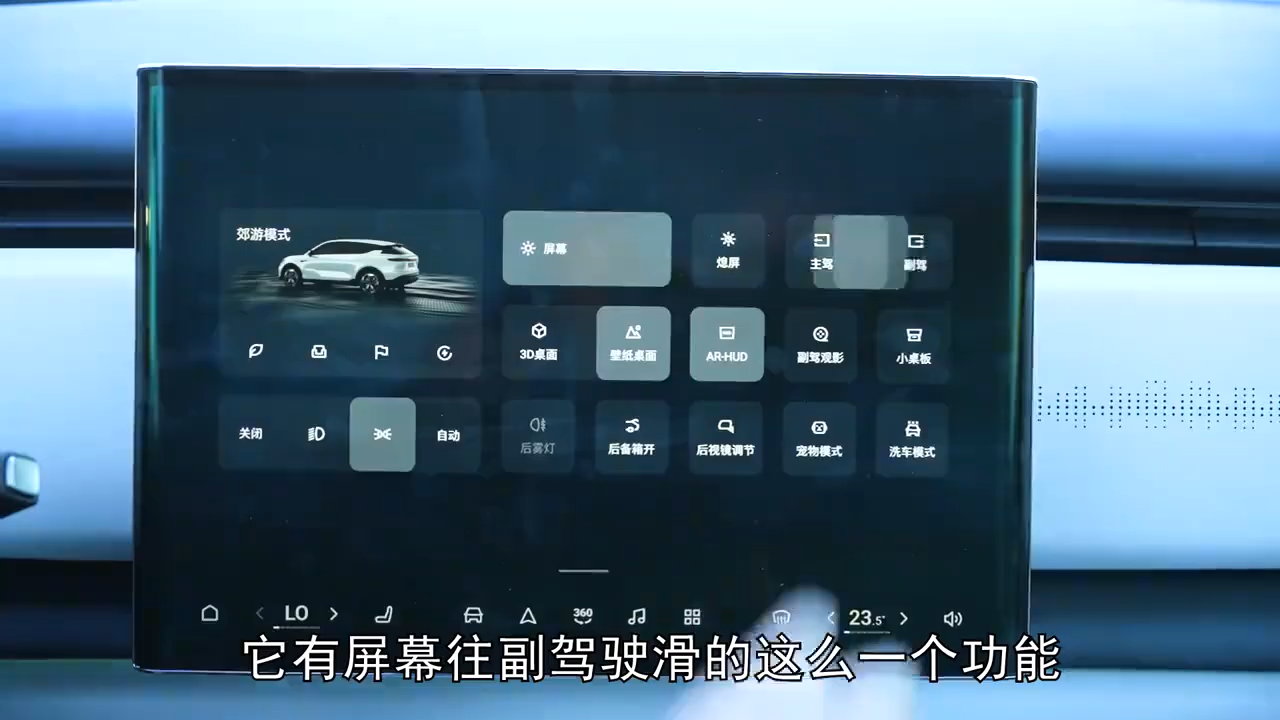 郊游模式
屏幕
熄屏
主驾
副驾
3D桌面
壁纸桌面
AR-HUD
副驾观影
小桌板
关闭
自动
后雾灯
后备箱开
后视镜调节
宠物模式
洗车模式
LO
360
23.5°
它有屏幕往副驾驶滑的这么一个功能